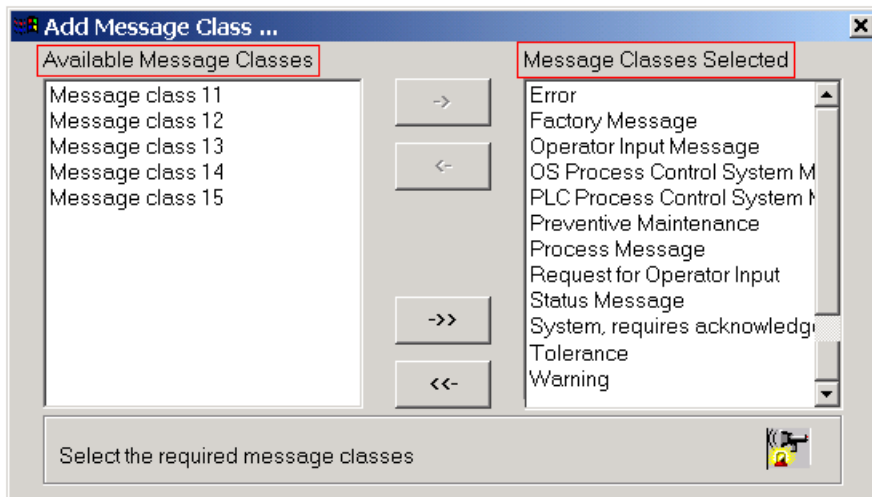 Add Message Class ...
Available Message Classes
Message class 11
Message class 12
Message class 13
Message class 14
Message class 15
->
<-
->>
<<-
Message Classes Selected
Error
Factory Message
Operator Input Message
OS Process Control System M
PLC Process Control System
Preventive Maintenance
Process Message
Request for Operator Input
Status Message
System, requires acknowledg
Tolerance
Warning
Select the required message classes